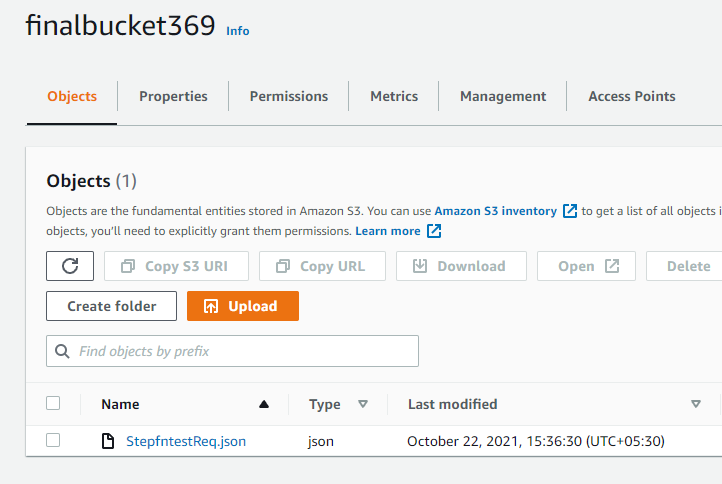 finalbucket369 Info
Objects Properties Permissions Metrics Management Access Points
Objects (1)
Objects are the fundamental entities stored in Amazon S3. You can use Amazon S3 inventory to get a list of all objects i
objects, you'll need to explicitly grant them permissions. Learn more
Copy S3 URI Copy URL Download Open Delete
Create folder Upload
Find objects by prefix
Name Type Last modified
StepfntestReq.json json October 22, 2021, 15:36:30 (UTC+05:30)